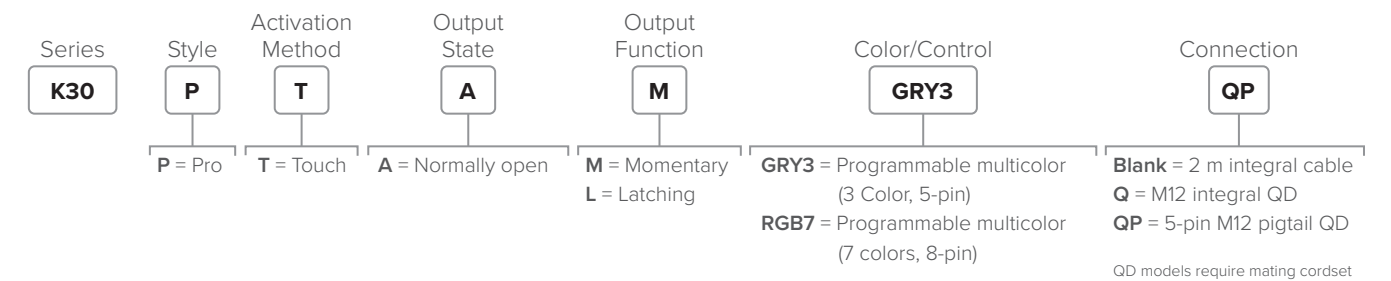 Series
Style
Activation
Method
Output
State
Output
Function
Color/Control
Connection
K30
P
T
A
M
GRY3
QP
P = Pro
T = Touch
A = Normally open
M = Momentary
L = Latching
GRY3 = Programmable multicolor
(3 Color, 5-pin)
RGB7 = Programmable multicolor
(7 colors, 8-pin)
Blank = 2 m integral cable
Q = M12 integral QD
QP = 5-pin M12 pigtail QD
QD models require mating cordset